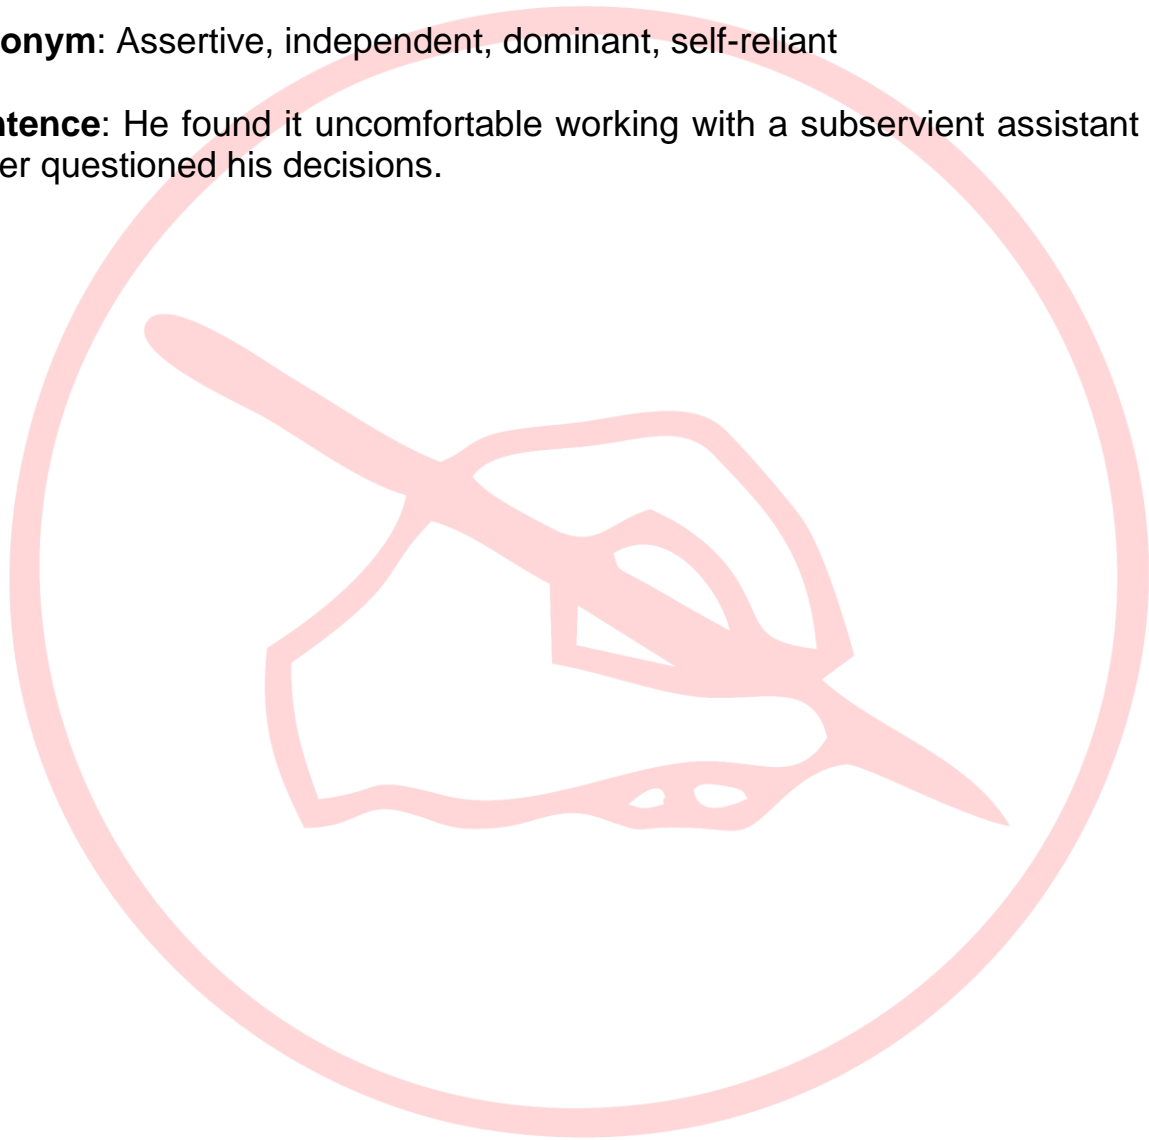 onym: Assertive, independent, dominant, self-reliant
ntence: He found it uncomfortable working with a subservient assistant
er questioned his decisions.